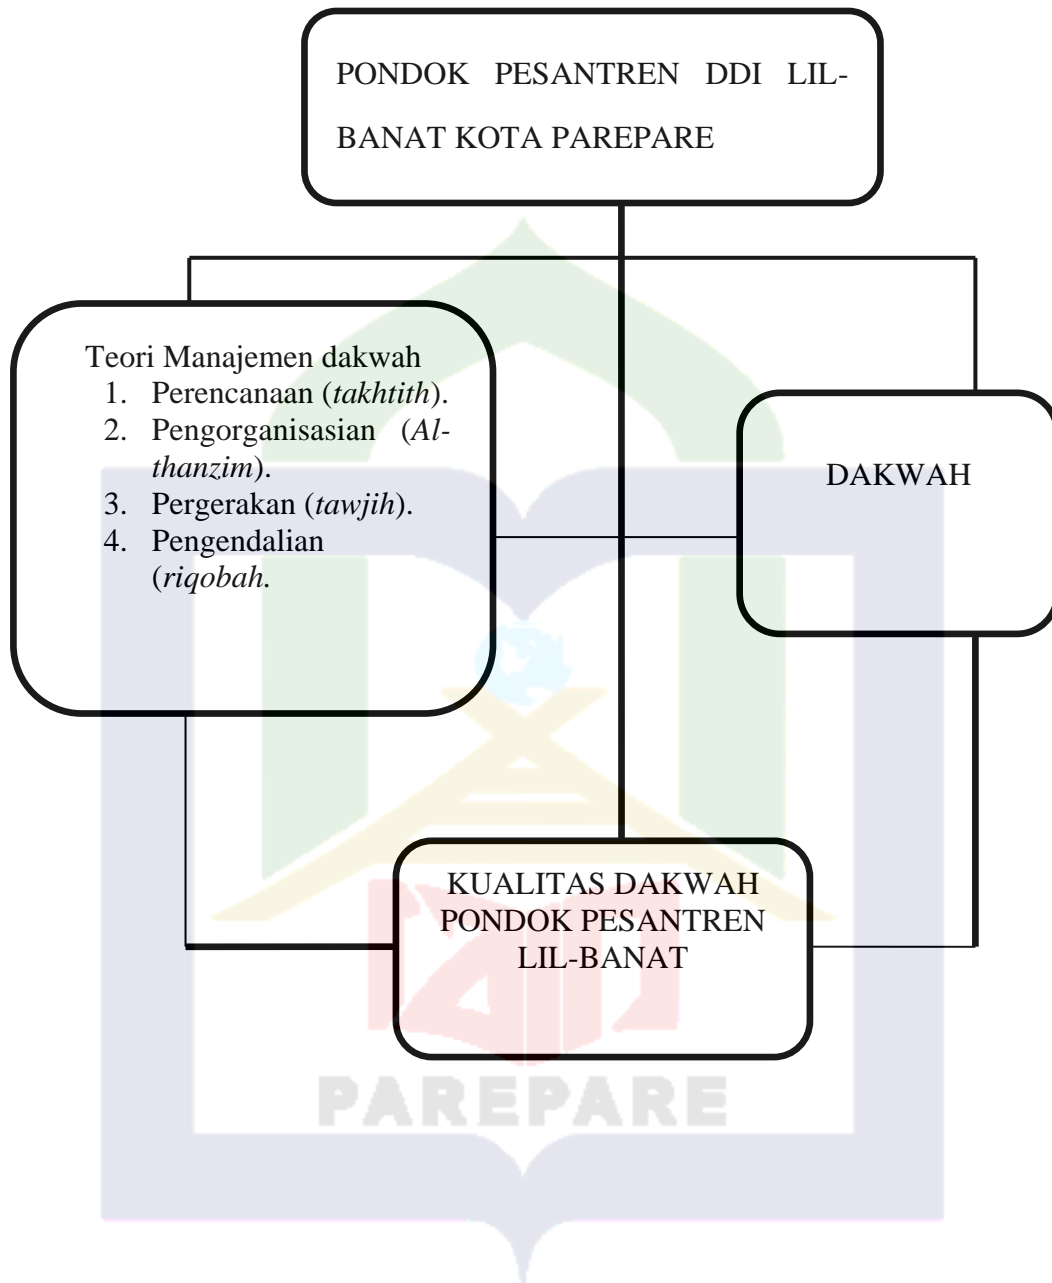 PONDOK PESANTREN DDI LIL-
BANAT KOTA PAREPARE
Teori Manajemen dakwah
1. Perencanaan (takhtith).
2. Pengorganisasian (Al-
thanzim).
3. Pergerakan (tawjih).
4. Pengendalian
(riqobah.
DAKWAH
KUALITAS DAKWAH
PONDOK PESANTREN
LIL-BANAT
iain
PAREPARE